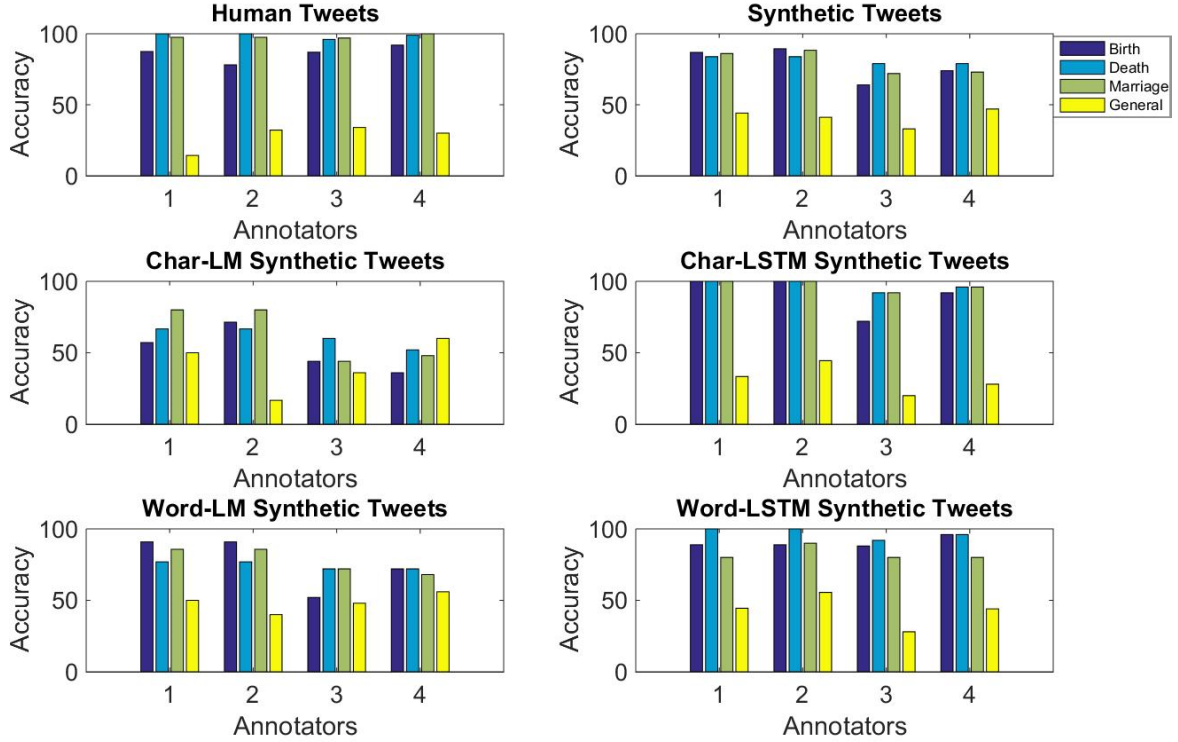 Human Tweets
100
50
0
Accuracy
1 2 3 4
Annotators
Synthetic Tweets
100
50
0
Accuracy
1 2 3 4
Annotators
Birth
Death
Marriage
General
Char-LM Synthetic Tweets
100
50
0
Accuracy
1 2 3 4
Annotators
Char-LSTM Synthetic Tweets
100
50
0
Accuracy
1 2 3 4
Annotators
Word-LM Synthetic Tweets
100
50
0
Accuracy
1 2 3 4
Annotators
Word-LSTM Synthetic Tweets
100
50
0
Accuracy
1 2 3 4
Annotators